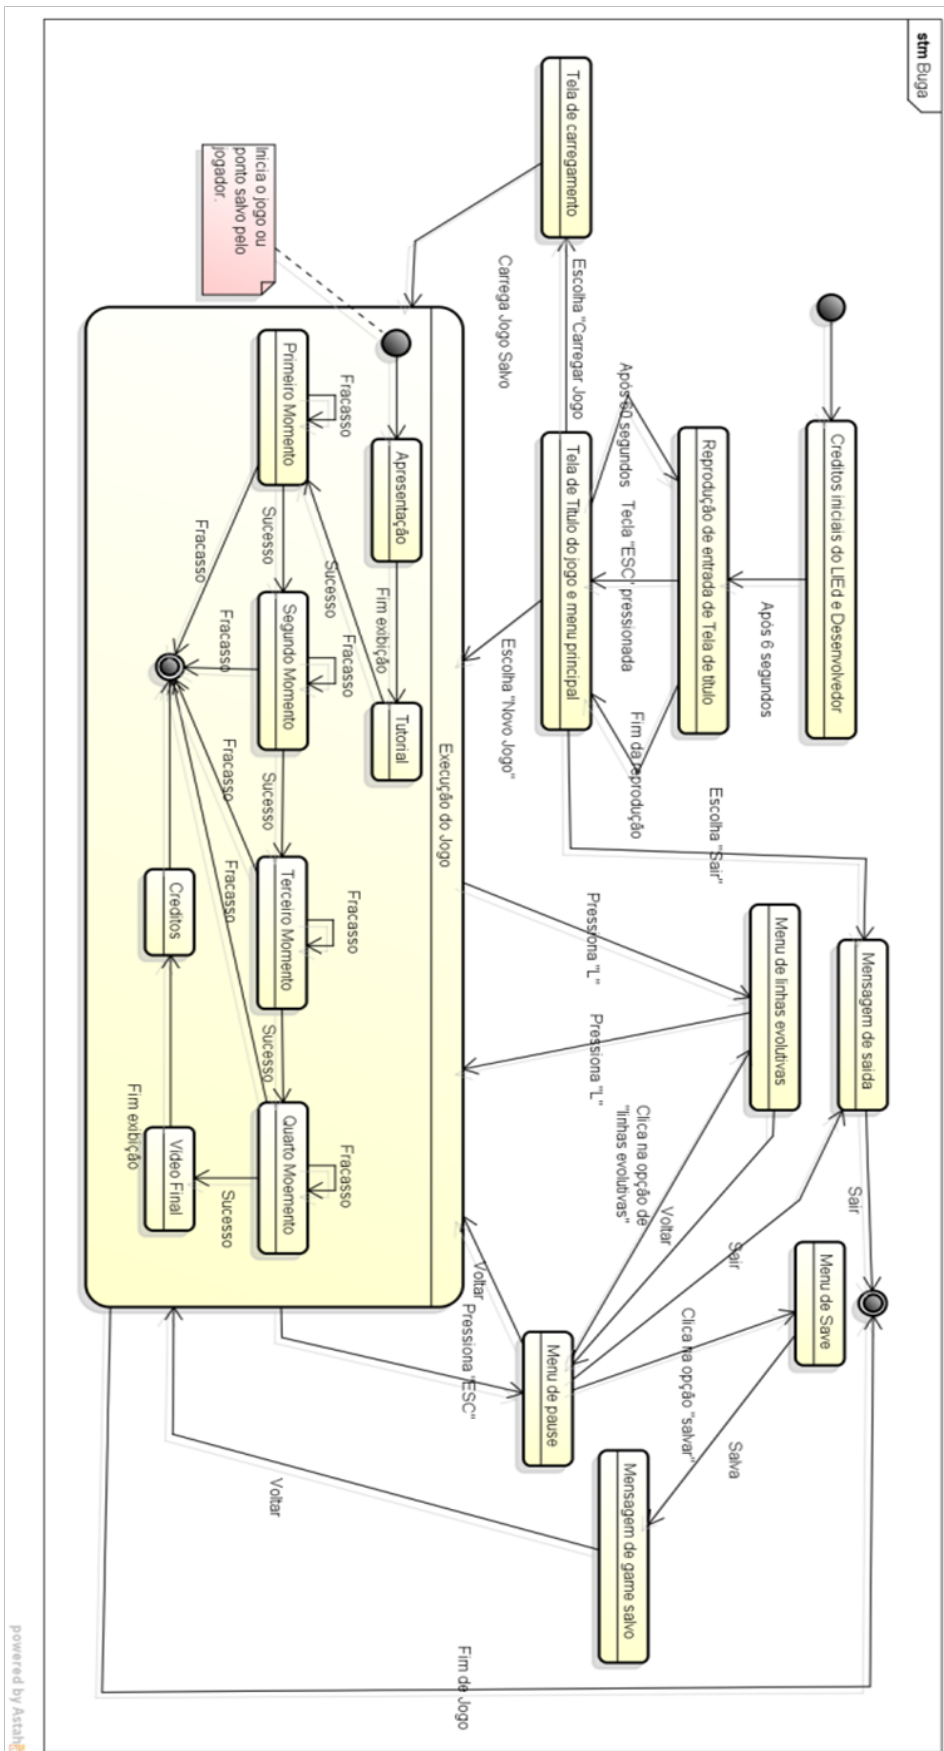 stm Buga
Creditos iniciais do LIEd e Desenvolvedor
Após 6 segundos
Reprodução de entrada de Tela de título
Após 60 segundos
Tecla "ESC" pressionada
Fim da reprodução
Tela de carregamento
Escolha "Carregar Jogo
Tela de Título do jogo e menu principal
Carrega Jogo Salvo
Escolha "Novo Jogo"
Escolha "Sair"
Mensagem de saida
Sair
Menu de linhas evolutivas
Menu de Save
Pressiona "L"
Pressiona "L"
Clica na opção de
"linhas evolutivas"
Voltar
Sair
Clica na opção "salvar"
Salva
Mensagem de game salvo
Menu de pause
Voltar
Pressiona "ESC"
Voltar
Fim de Jogo
Inicia o jogo ou
ponto salvo pelo
jogador.
Execução do Jogo
Apresentação
Fim exibição
Tutorial
Sucesso
Fracasso
Fracasso
Fracasso
Fracasso
Primeiro Momento
Sucesso
Segundo Momento
Sucesso
Terceiro Momento
Sucesso
Quarto Moemento
Fracasso
Fracasso
Fracasso
Fracasso
Sucesso
Creditos
Fim exibição
Vídeo Final
powered by Astah